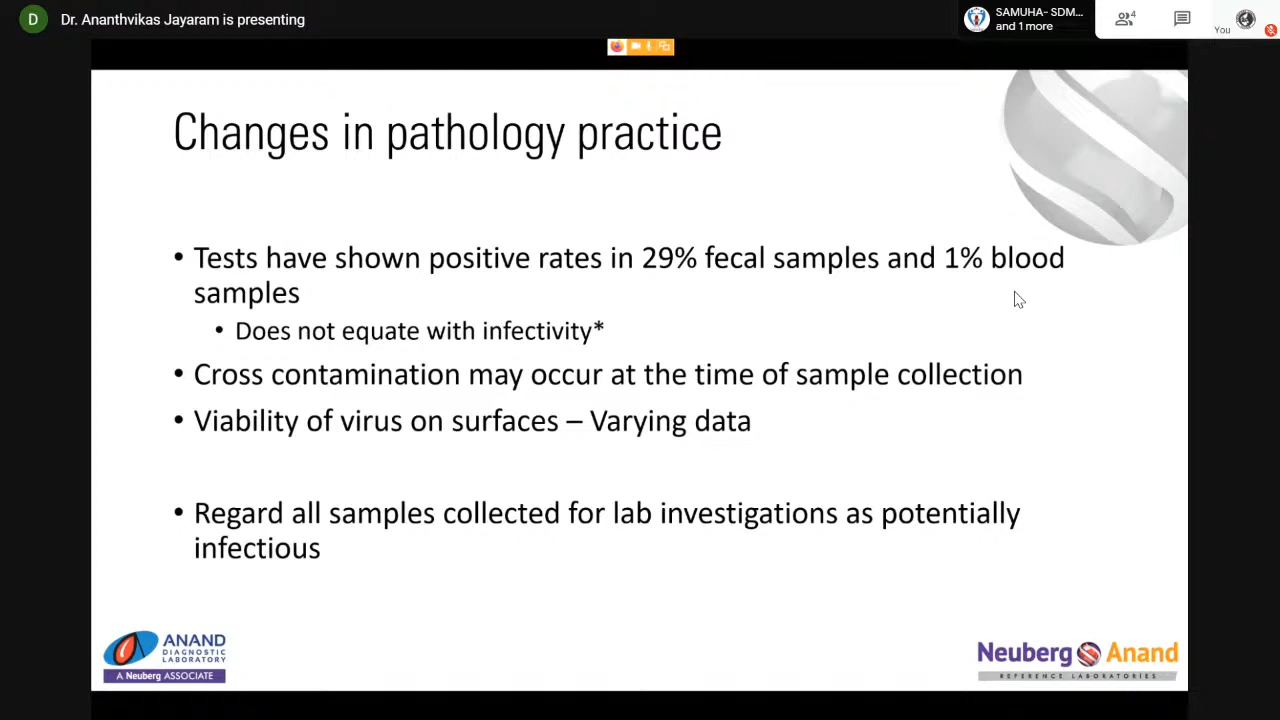 D
Dr. Ananthvikas Jayaram is presenting
SAMUHA- SDM...
and 1 more
4
You
Changes in pathology practice
• Tests have shown positive rates in 29% fecal samples and 1% blood
samples
• Does not equate with infectivity*
• Cross contamination may occur at the time of sample collection
• Viability of virus on surfaces – Varying data
• Regard all samples collected for lab investigations as potentially
infectious
ANAND
DIAGNOSTIC
LABORATORY
A Neuberg ASSOCIATE
Neuberg Anand
REFERENCE LABORATORIES